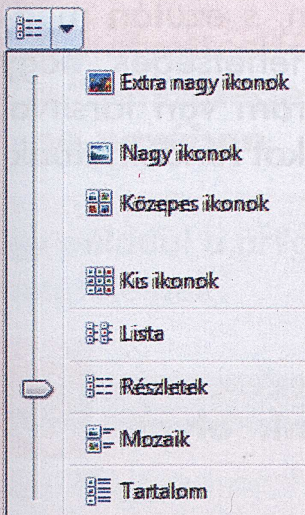 Extra nagy ikonok
Nagy ikonok
Közepes ikonok
Kis ikonok
Lista
Részletek
Mozaik
Tartalom